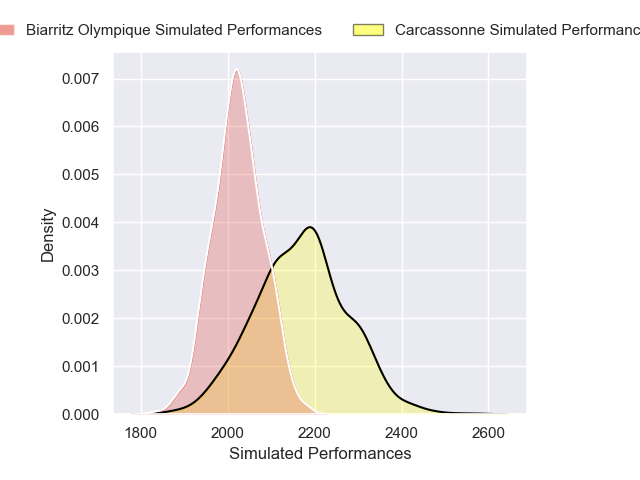 Biarritz Olympique Simulated Performances
Carcassonne Simulated Performanc
0.007
0.006
0.005
0.004
0.003
0.002
0.001
0.000
Density
1800 2000 2200 2400 2600
Simulated Performances